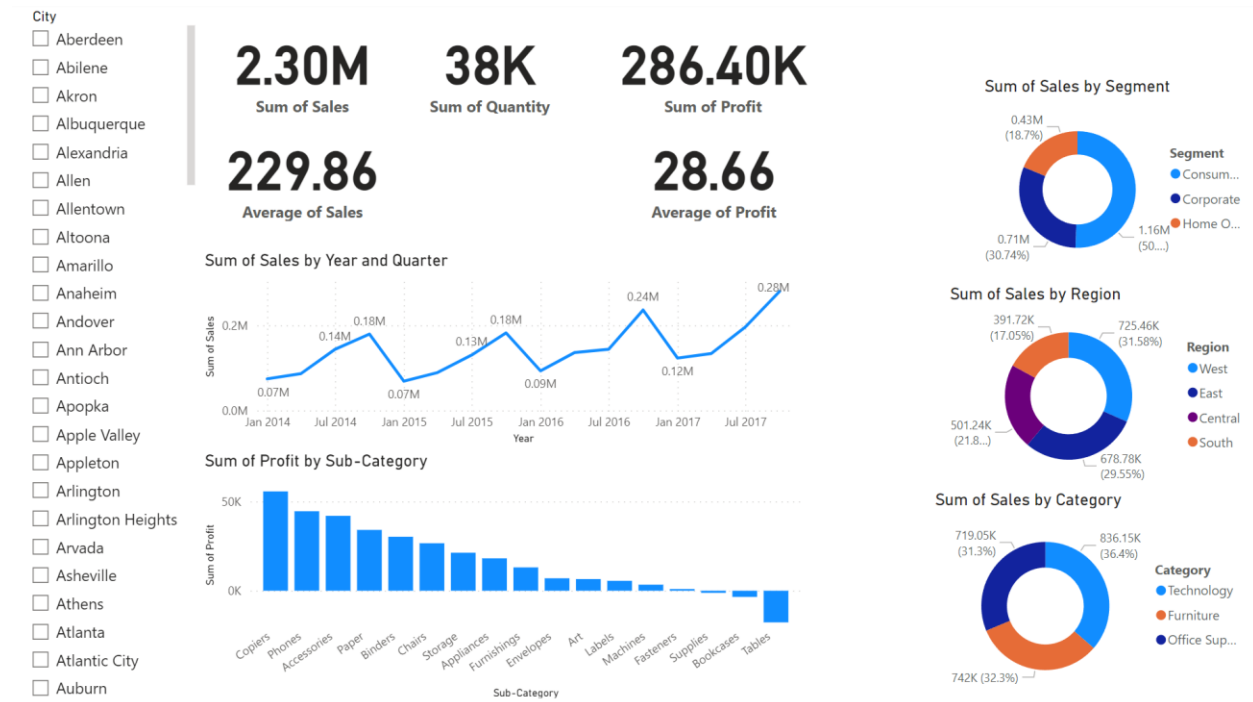 City
Aberdeen
Abilene
Akron
Albuquerque
Alexandria
Allen
Allentown
Altoona
Amarillo
Anaheim
Andover
Ann Arbor
Antioch
Apopka
Apple Valley
Appleton
Arlington
Arlington Heights
Arvada
Asheville
Athens
Atlanta
Atlantic City
Auburn
2.30M
Sum of Sales
38K
Sum of Quantity
286.40K
Sum of Profit
229.86
Average of Sales
28.66
Average of Profit
Sum of Sales by Year and Quarter
Sum of Sales
0.2M
0.0M
0.07M
0.14M
0.18M
0.07M
0.13M
0.18M
0.09M
0.24M
0.12M
0.28M
Jan 2014
Jul 2014
Jan 2015
Jul 2015
Jan 2016
Jul 2016
Jan 2017
Jul 2017
Year
Sum of Profit by Sub-Category
Sum of Profit
50K
0K
Copiers
Phones
Accessories
Paper
Binders
Chairs
Storage
Appliances
Furnishings
Envelopes
Art
Labels
Machines
Fasteners
Supplies
Bookcases
Tables
Sub-Category
Sum of Sales by Segment
0.43M
(18.7%)
0.71M
(30.74%)
1.16M
(50....)
Segment
Consum...
Corporate
Home O...
Sum of Sales by Region
391.72K
(17.05%)
725.46K
(31.58%)
501.24K
(21.8...)
678.78K
(29.55%)
Region
West
East
Central
South
Sum of Sales by Category
719.05K
(31.3%)
836.15K
(36.4%)
742K (32.3%)
Category
Technology
Furniture
Office Sup...